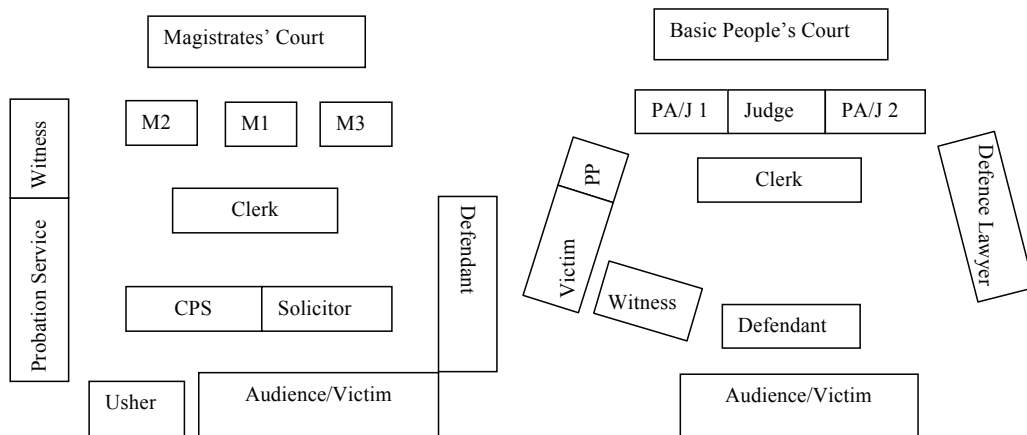 Magistrates' Court
M2
M1
M3
Witness
Probation Service
Clerk
Defendant
CPS
Solicitor
Usher
Audience/Victim
Basic People's Court
PA/J 1
Judge
PA/J 2
PP
Victim
Clerk
Defence Lawyer
Witness
Defendant
Audience/Victim